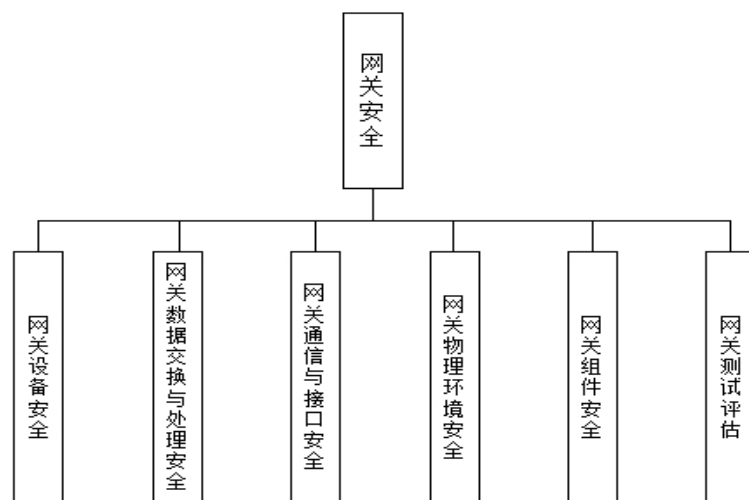 网关安全
网关设备安全
网关数据交换与处理安全
网关通信与接口安全
网关物理环境安全
网关组件安全
网关测试评估